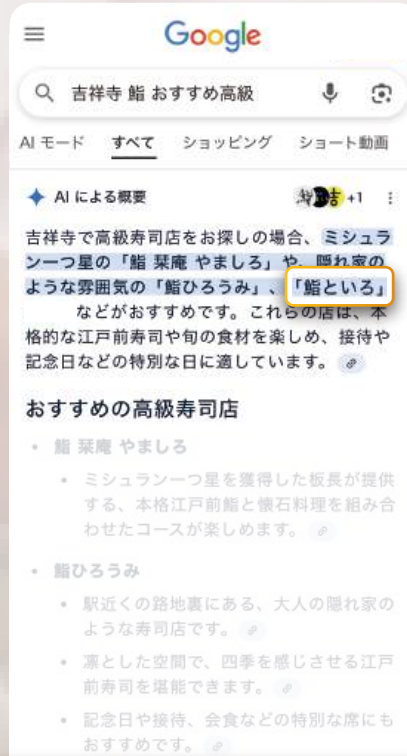 Google
吉祥寺 鮨 おすすめ高級
AI モード すべて ショッピング ショート動画
AI による概要 +1
吉祥寺で高級寿司店をお探しの場合、ミシュラ
ンーつ星の「鮨 栞庵 やましろ」や、隠れ家の
ような雰囲気の「鮨ひろうみ」、「鮨といろ」
などがおすすめです。これらの店は、本
格的な江戸前寿司や旬の食材を楽しめ、接待や
記念日などの特別な日に適しています。
おすすめの高級寿司店
• 鮨 栞庵 やましろ
• ミシュラン一つ星を獲得した板長が提供
する、本格江戸前鮨と懐石料理を組み合
わせたコースが楽しめます。
• 鮨ひろうみ
• 駅近くの路地裏にある、大人の隠れ家の
ような寿司店です。
• 凛とした空間で、四季を感じさせる江戸
前寿司を堪能できます。
• 記念日や接待、会食などの特別な席にも
おすすめです。